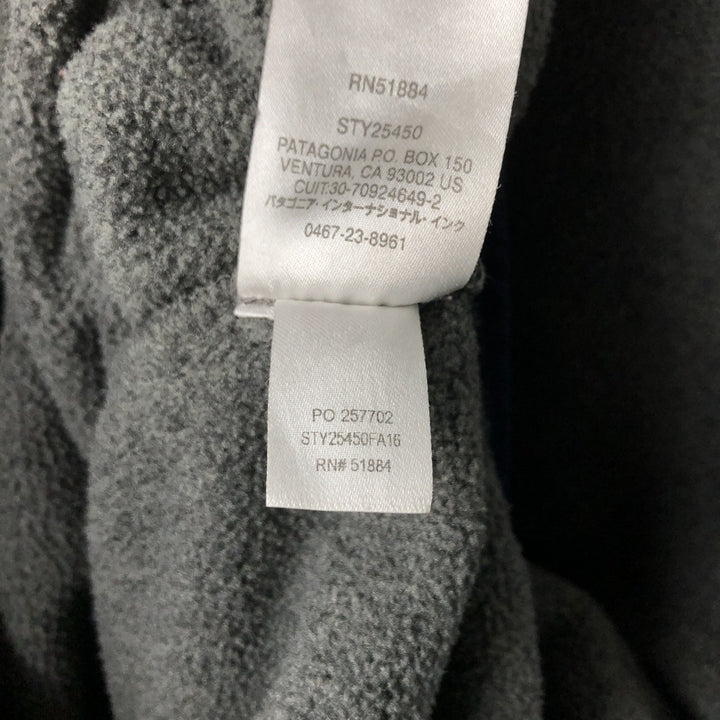 RN51884
STY25450
PATAGONIA P.O. BOX 150
VENTURA, CA 93002 US
CUIT:30-70924649-2
パタゴニア・インターナショナル・インク
0467-23-8961
PO 257702
STY25450FA16
RN# 51884